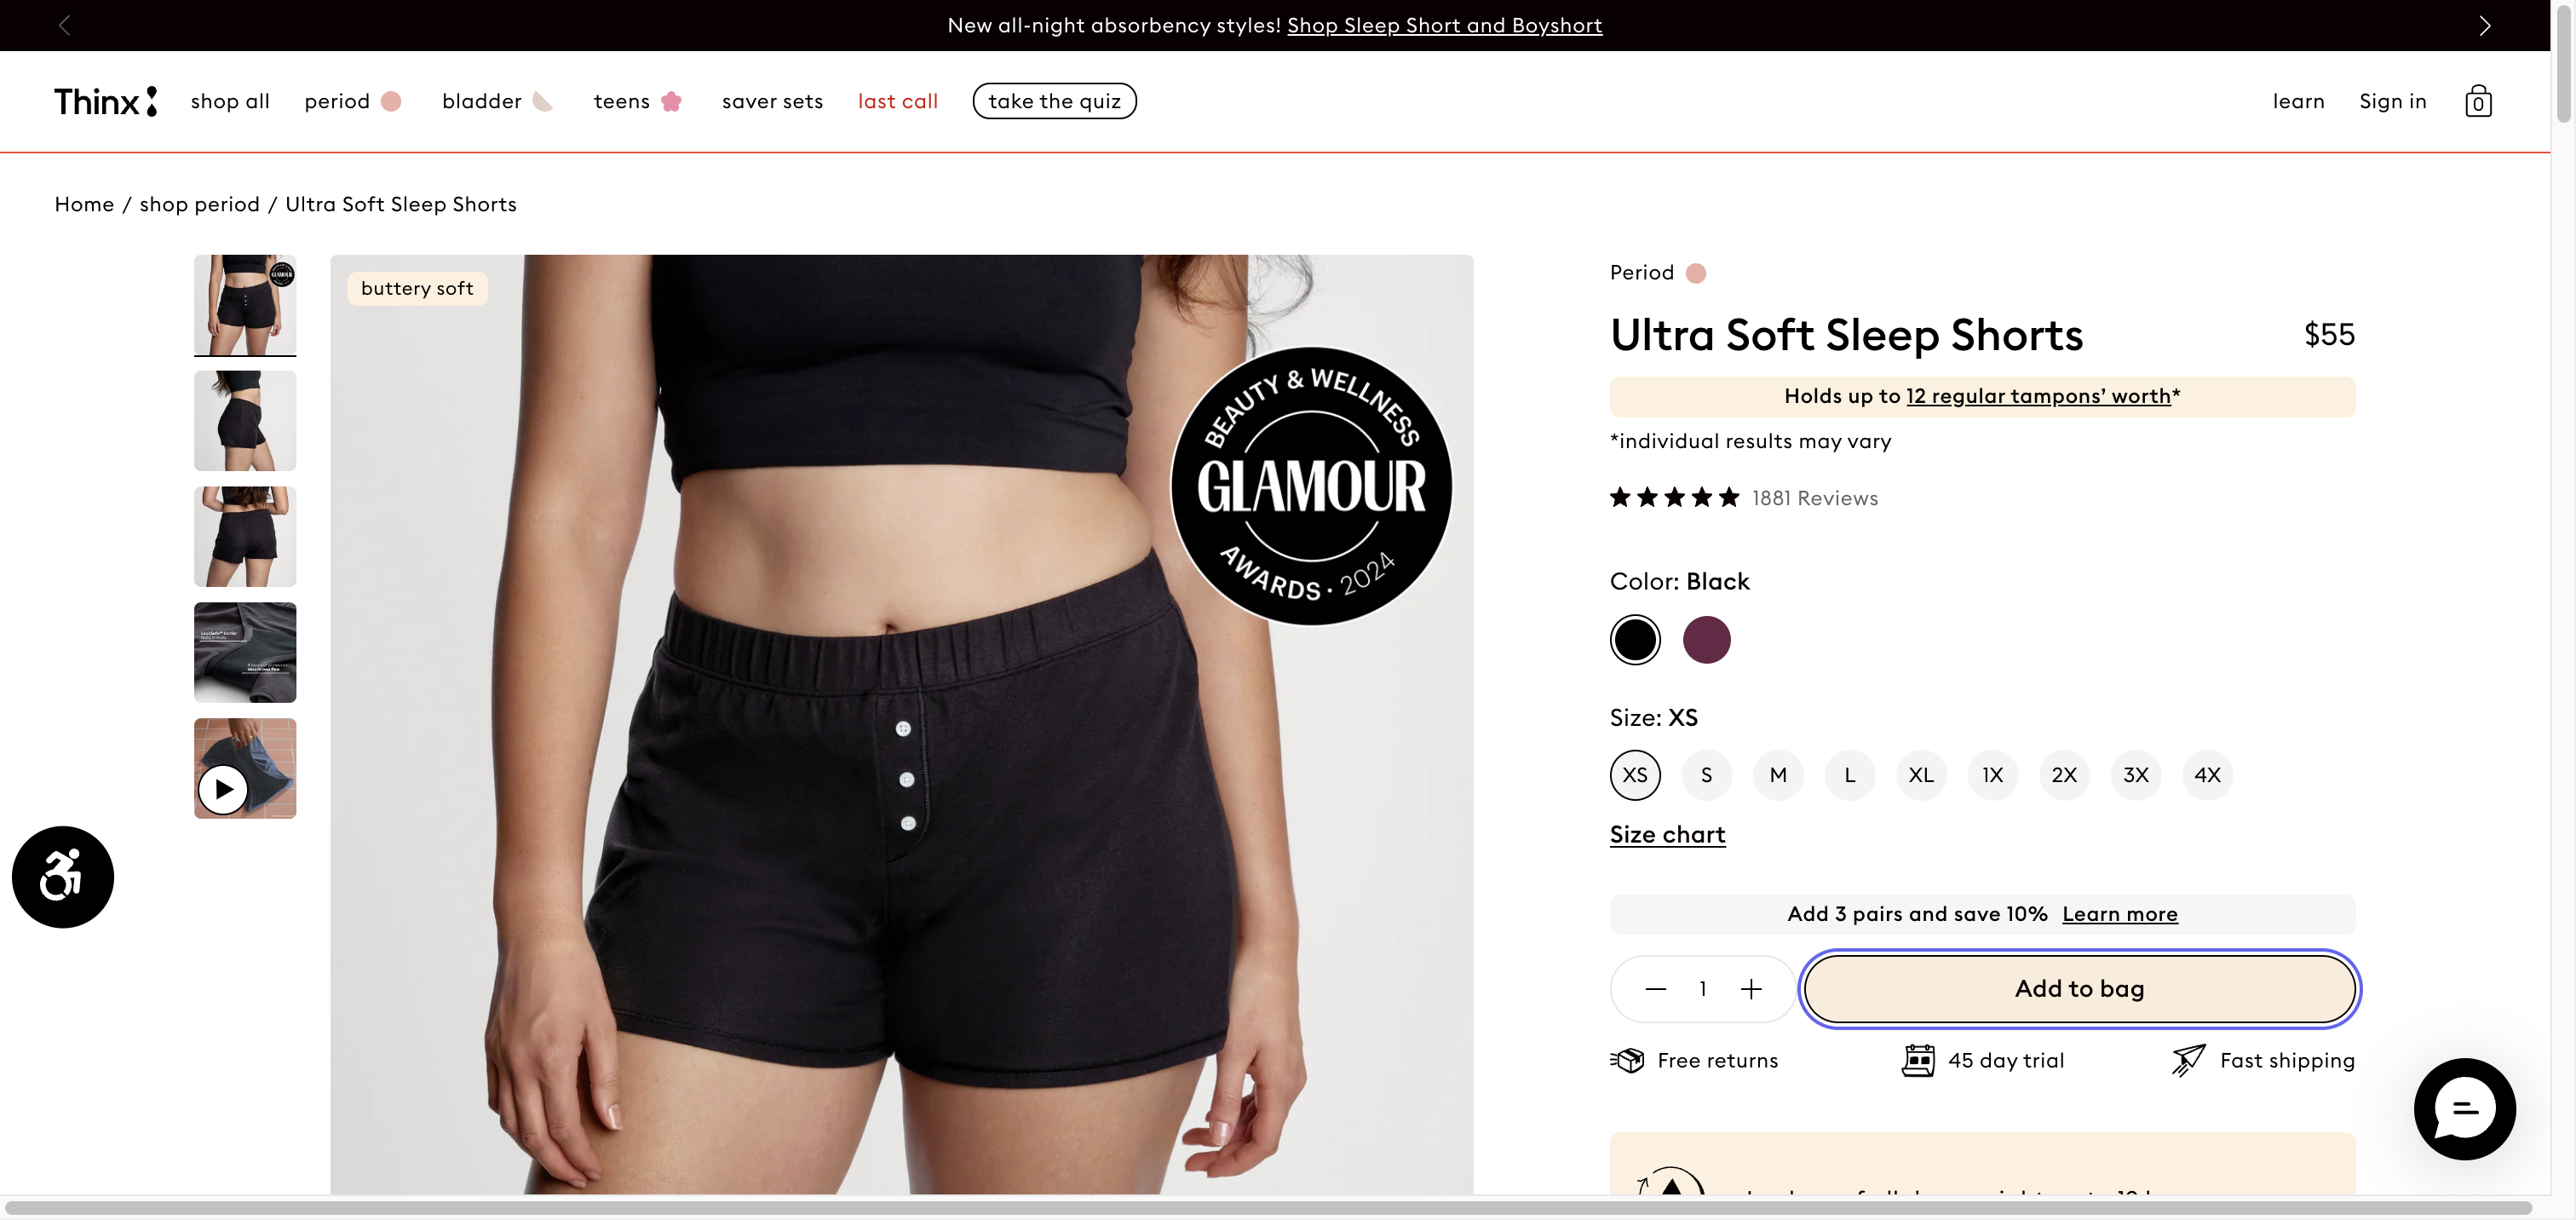 New all-night absorbency styles! Shop Sleep Short and Boyshort
Thinx
shop all
period
bladder
teens
saver sets
last call
take the quiz
learn
Sign in
0
Home / shop period / Ultra Soft Sleep Shorts
buttery soft
BEAUTY & WELLNESS
GLAMOUR
AWARDS · 2024
Period
Ultra Soft Sleep Shorts
$55
Holds up to 12 regular tampons’ worth*
*individual results may vary
1881 Reviews
Color: Black
Size: XS
XS
S
M
L
XL
1X
2X
3X
4X
Size chart
Add 3 pairs and save 10% Learn more
1
Add to bag
Free returns
45 day trial
Fast shipping